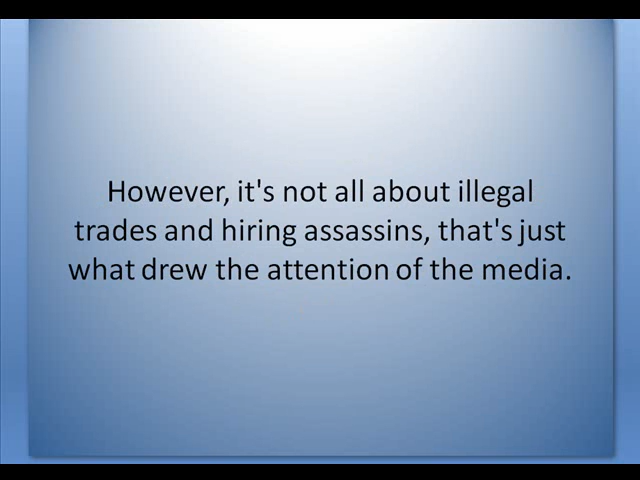 However, it's not all about illegal
trades and hiring assassins, that's just
what drew the attention of the media.